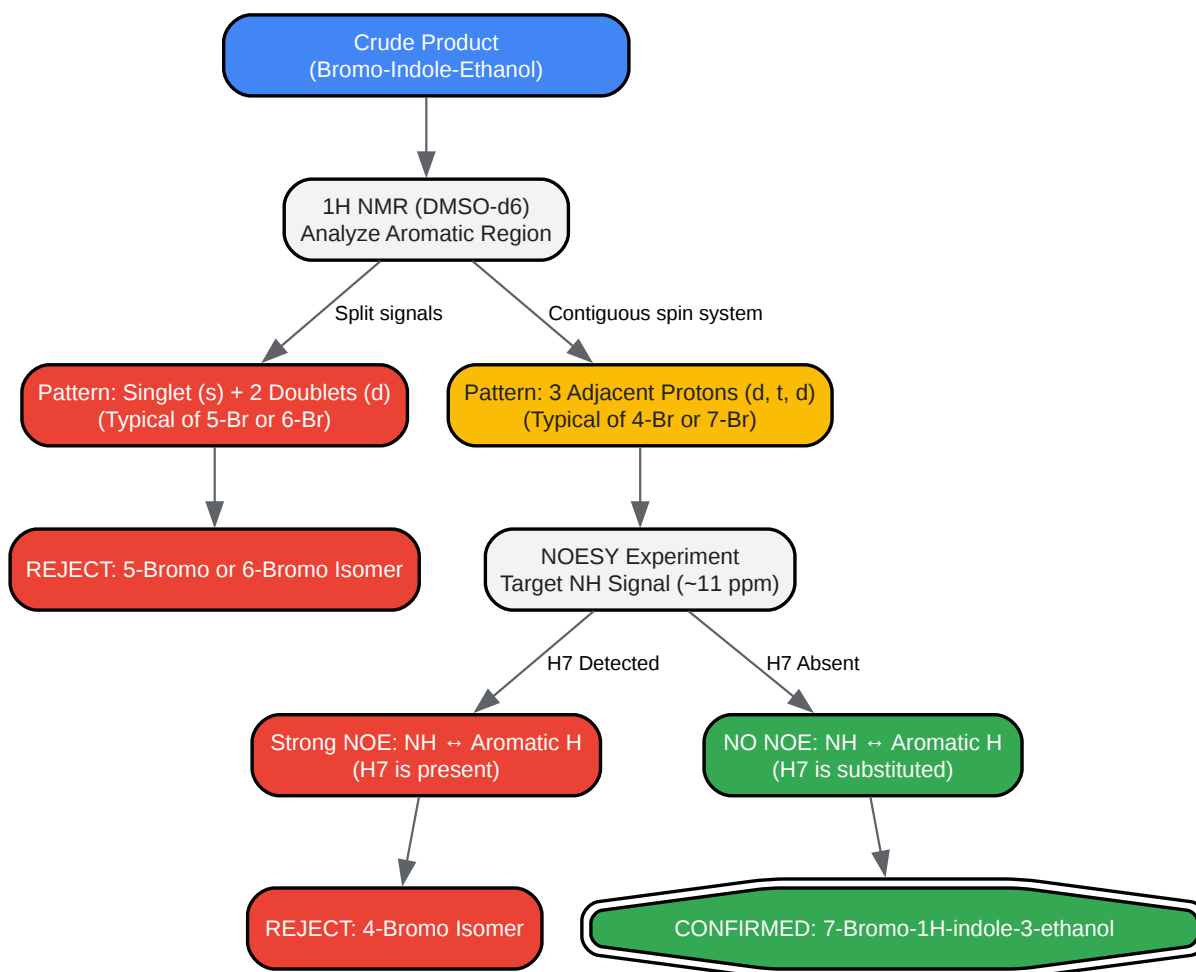 Crude Product
(Bromo-Indole-Ethanol)
1H NMR (DMSO-d6)
Analyze Aromatic Region
Split signals
Contiguous spin system
Pattern: Singlet (s) + 2 Doublets (d)
(Typical of 5-Br or 6-Br)
Pattern: 3 Adjacent Protons (d, t, d)
(Typical of 4-Br or 7-Br)
REJECT: 5-Bromo or 6-Bromo Isomer
NOESY Experiment
Target NH Signal (~11 ppm)
H7 Detected
H7 Absent
Strong NOE: NH ↔ Aromatic H
(H7 is present)
NO NOE: NH ↔ Aromatic H
(H7 is substituted)
REJECT: 4-Bromo Isomer
CONFIRMED: 7-Bromo-1H-indole-3-ethanol